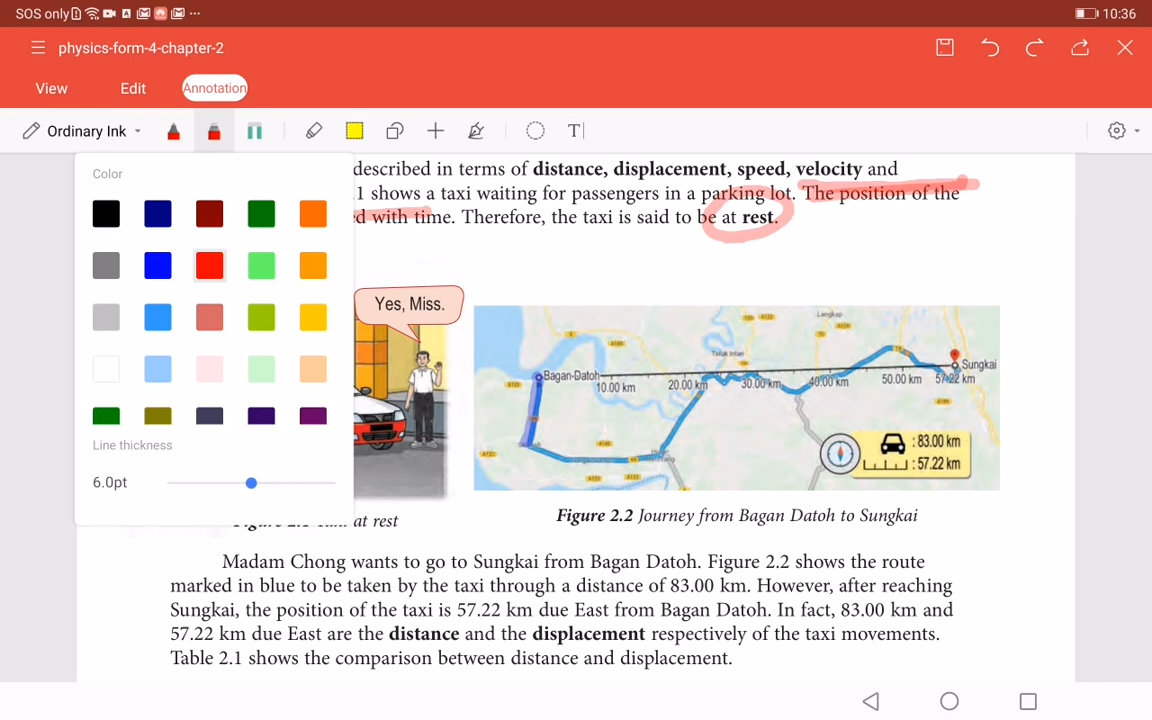 SOS only
10:36
physics-form-4-chapter-2
View Edit Annotation
Ordinary Ink
T
Color
Line thickness
6.0pt
described in terms of distance, displacement, speed, velocity and
1 shows a taxi waiting for passengers in a parking lot. The position of the
ed with time. Therefore, the taxi is said to be at rest.
Yes, Miss.
Langkap
Teluk Intan
Bagan-Datoh
Sungkai
10.00 km 20.00 km 30.00 km 40.00 km 50.00 km 57.22 km
: 83.00 km
: 57.22 km
at rest
Figure 2.2 Journey from Bagan Datoh to Sungkai
Madam Chong wants to go to Sungkai from Bagan Datoh. Figure 2.2 shows the route
marked in blue to be taken by the taxi through a distance of 83.00 km. However, after reaching
Sungkai, the position of the taxi is 57.22 km due East from Bagan Datoh. In fact, 83.00 km and
57.22 km due East are the distance and the displacement respectively of the taxi movements.
Table 2.1 shows the comparison between distance and displacement.